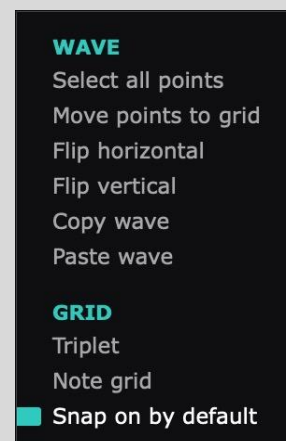 WAVE
Select all points
Move points to grid
Flip horizontal
Flip vertical
Copy wave
Paste wave
GRID
Triplet
Note grid
Snap on by default